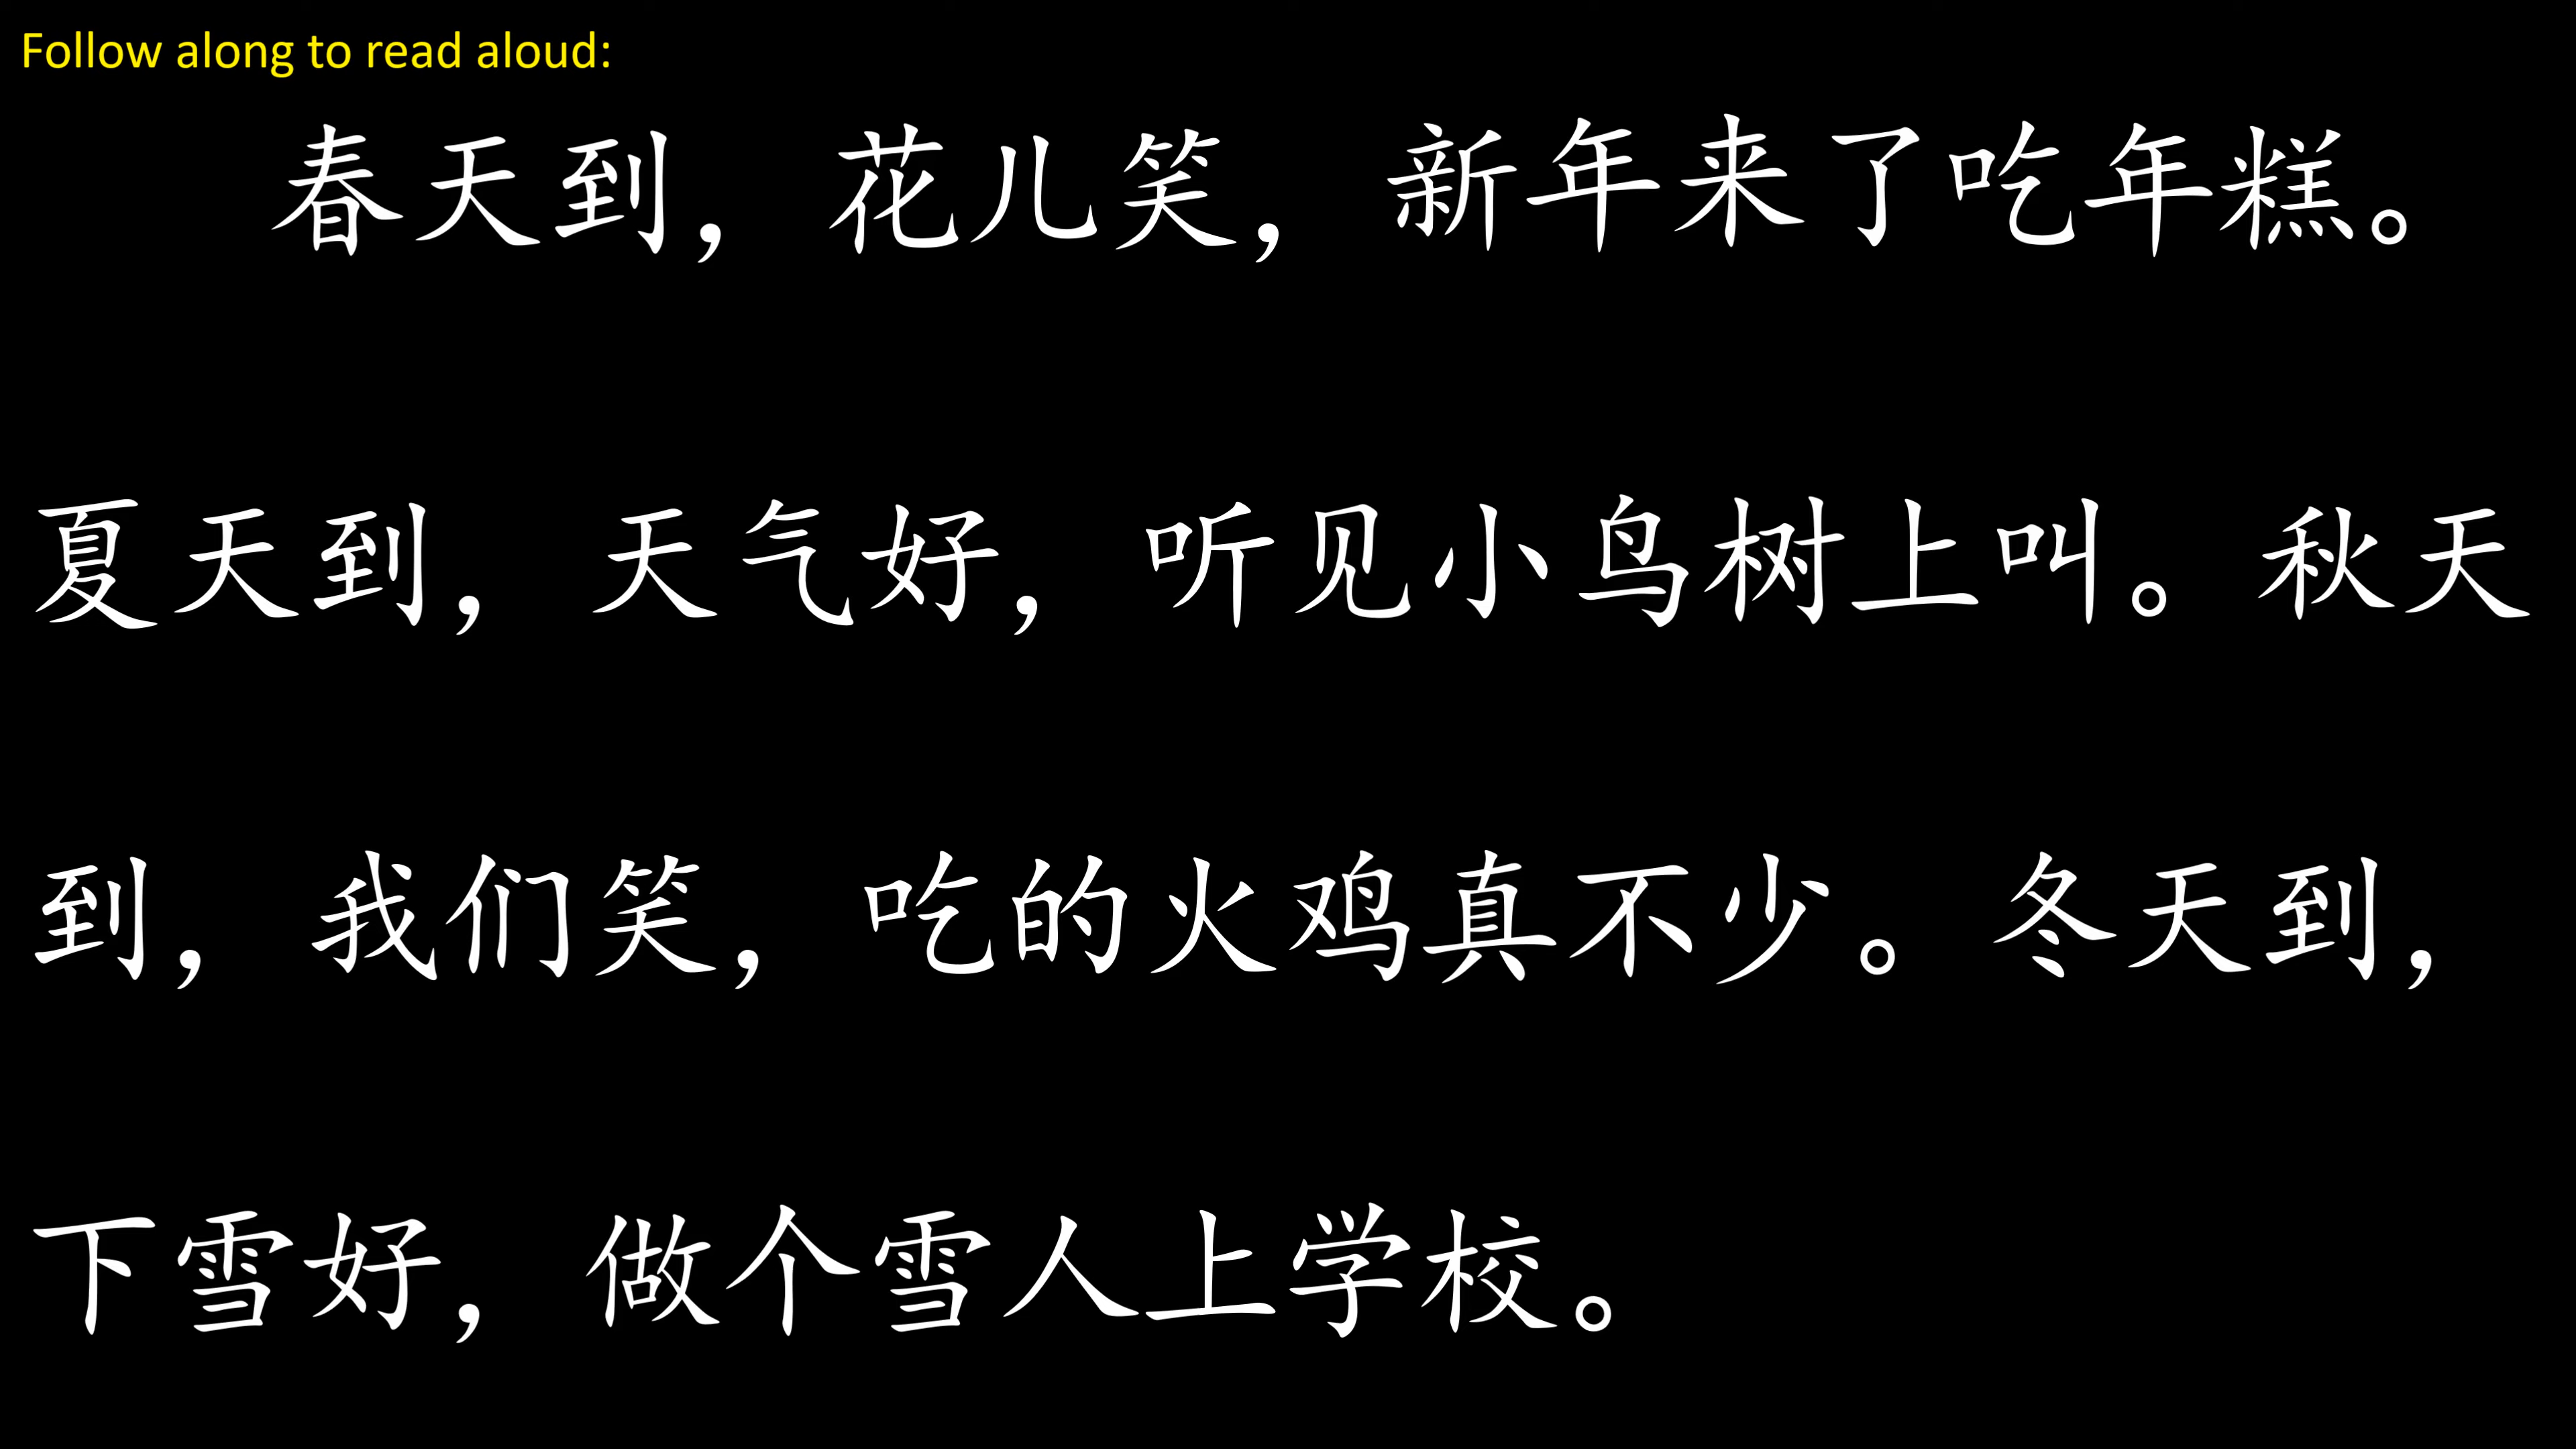 Follow along to read aloud:
春天到，花儿笑，新年来了吃年糕。
夏天到，天气好，听见小鸟树上叫。秋天
到，我们笑，吃的火鸡真不少。冬天到，
下雪好，做个雪人上学校。